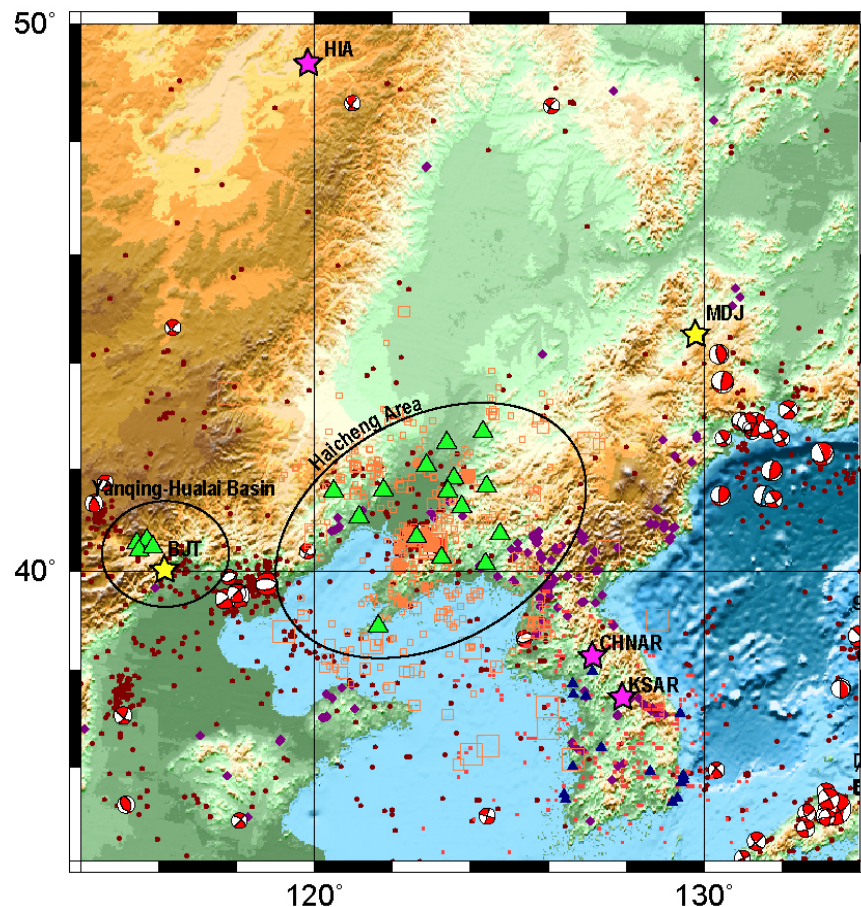 50°
HIA
MDJ
Haicheng Area
Yanqing-Hualai Basin
BJT
40°
CHNAR
KSAR
120°
130°